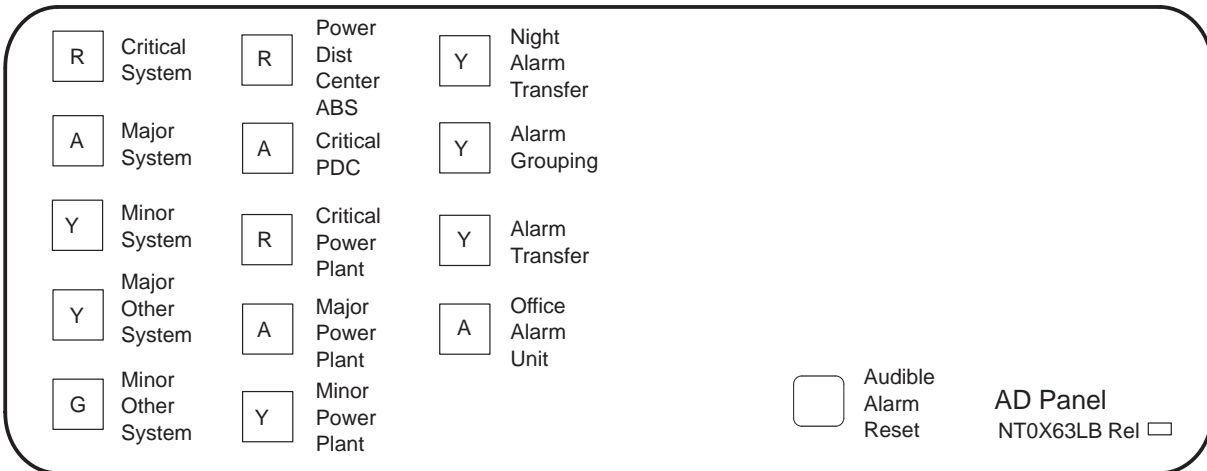 R
Critical
System
A
Major
System
Y
Minor
System
Y
Major
Other
System
G
Minor
Other
System
R
Power
Dist
Center
ABS
A
Critical
PDC
R
Critical
Power
Plant
A
Major
Power
Plant
Y
Minor
Power
Plant
Y
Night
Alarm
Transfer
Y
Alarm
Grouping
Y
Alarm
Transfer
A
Office
Alarm
Unit
Audible
Alarm
Reset
AD Panel
NT0X63LB Rel